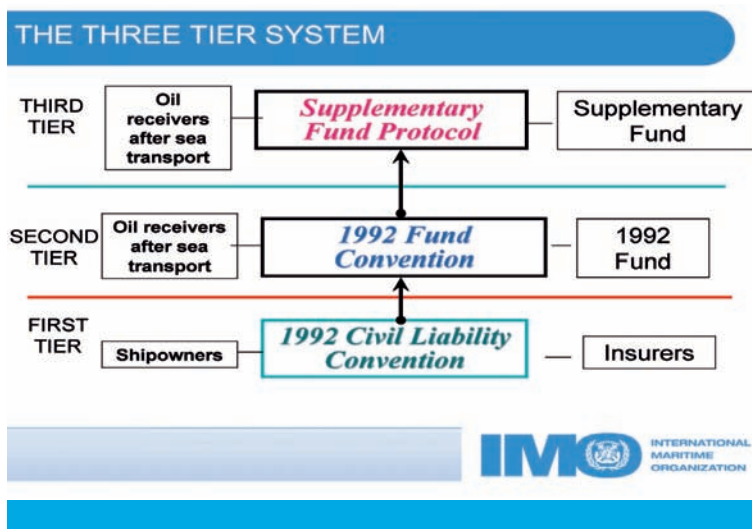 THE THREE TIER SYSTEM
THIRD
TIER
Oil
receivers
after sea
transport
Supplementary
Fund Protocol
Supplementary
Fund
SECOND
TIER
Oil receivers
after sea
transport
1992 Fund
Convention
1992
Fund
FIRST
TIER
Shipowners
1992 Civil Liability
Convention
Insurers
IMO
INTERNATIONAL
MARITIME
ORGANIZATION